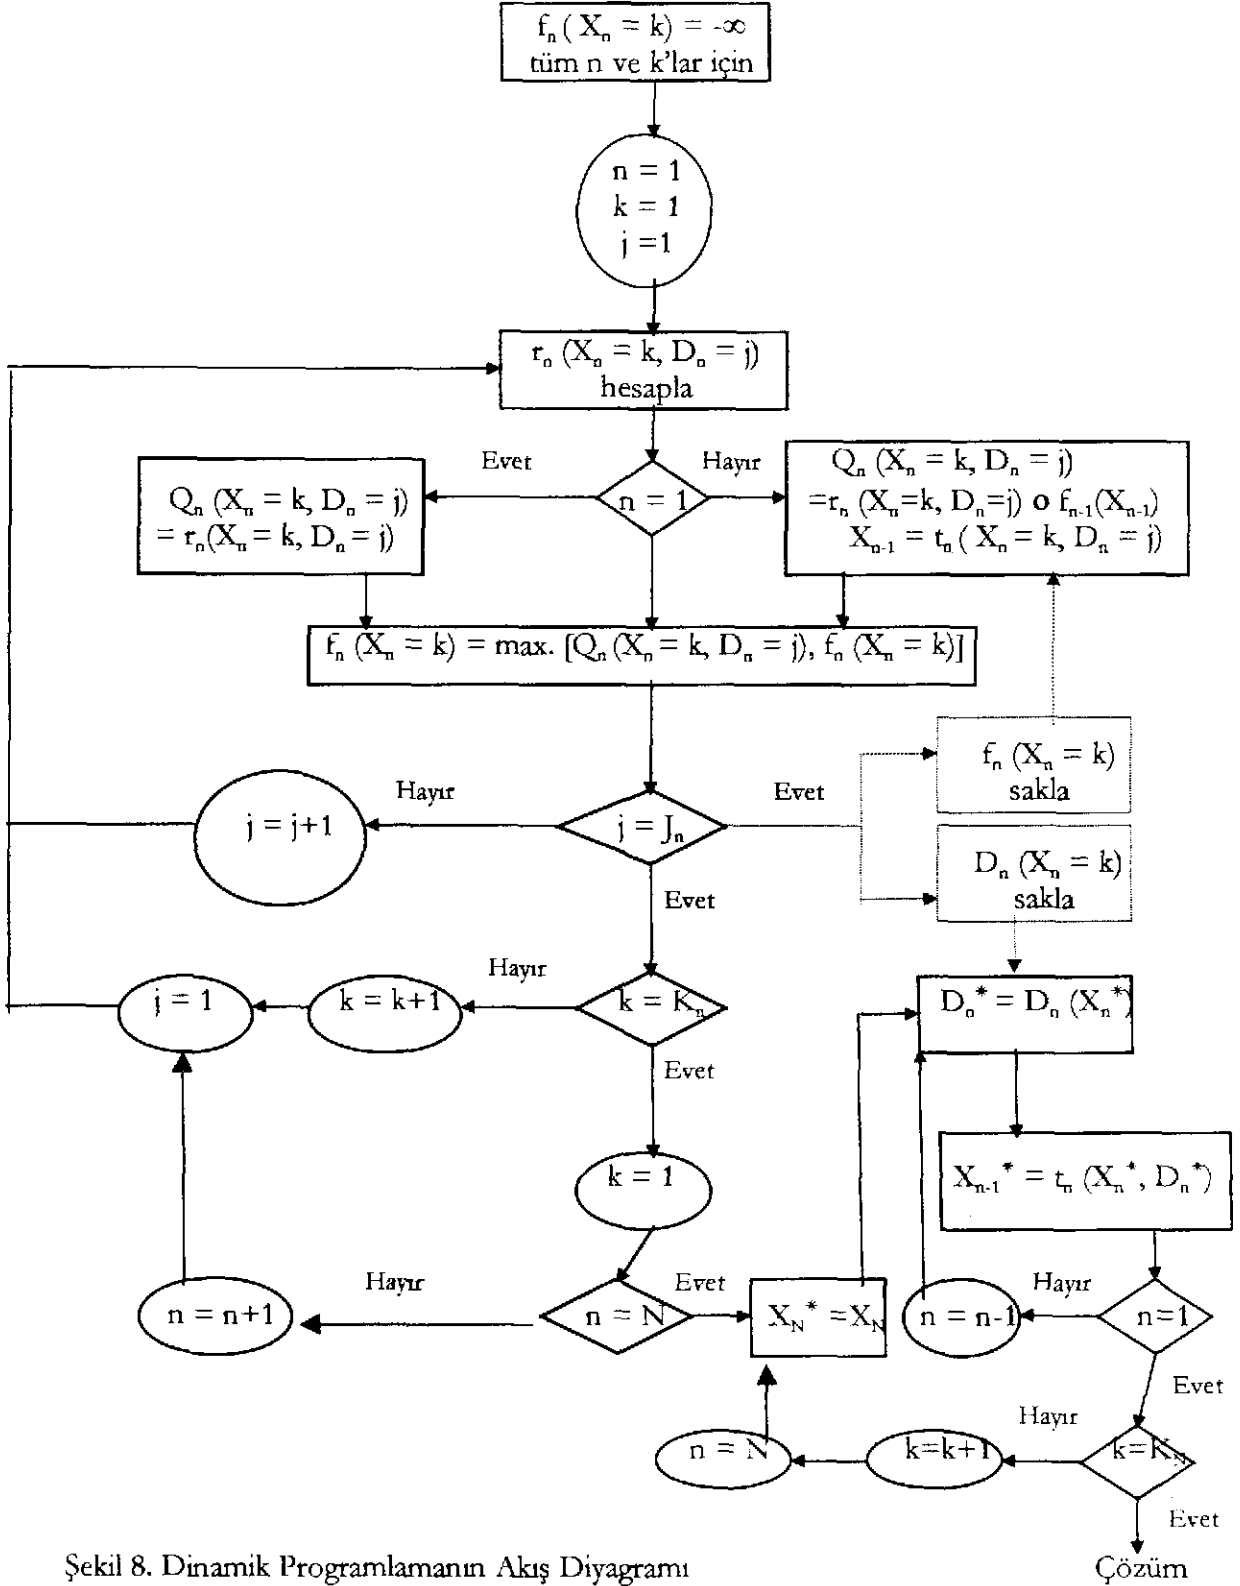 fₙ ( Xₙ = k) = -∞
tüm n ve k'lar için
n = 1
k = 1
j =1
rₙ (Xₙ = k, Dₙ = j)
hesapla
Evet
Hayır
n = 1
Qₙ (Xₙ = k, Dₙ = j)
= rₙ(Xₙ = k, Dₙ = j)
Qₙ (Xₙ = k, Dₙ = j)
=rₙ (Xₙ=k, Dₙ=j) o fₙ₋₁(Xₙ₋₁)
Xₙ₋₁ = tₙ ( Xₙ = k, Dₙ = j)
fₙ (Xₙ = k) = max. [Qₙ (Xₙ = k, Dₙ = j), fₙ (Xₙ = k)]
fₙ (Xₙ = k)
sakla
Hayır
Evet
j = j+1
j = Jₙ
Dₙ (Xₙ = k)
sakla
Evet
Hayır
j = 1
k = k+1
k = Kₙ
Dₙ* = Dₙ (Xₙ*)
Evet
k = 1
Xₙ₋₁* = tₙ (Xₙ*, Dₙ*)
Hayır
Evet
Hayır
n = n+1
n = N
X_N* =X_N
n = n-1
n=1
Evet
Hayır
n = N
k=k+1
k=K_N
Evet
Çözüm
Şekil 8. Dinamik Programlamanın Akış Diyagramı